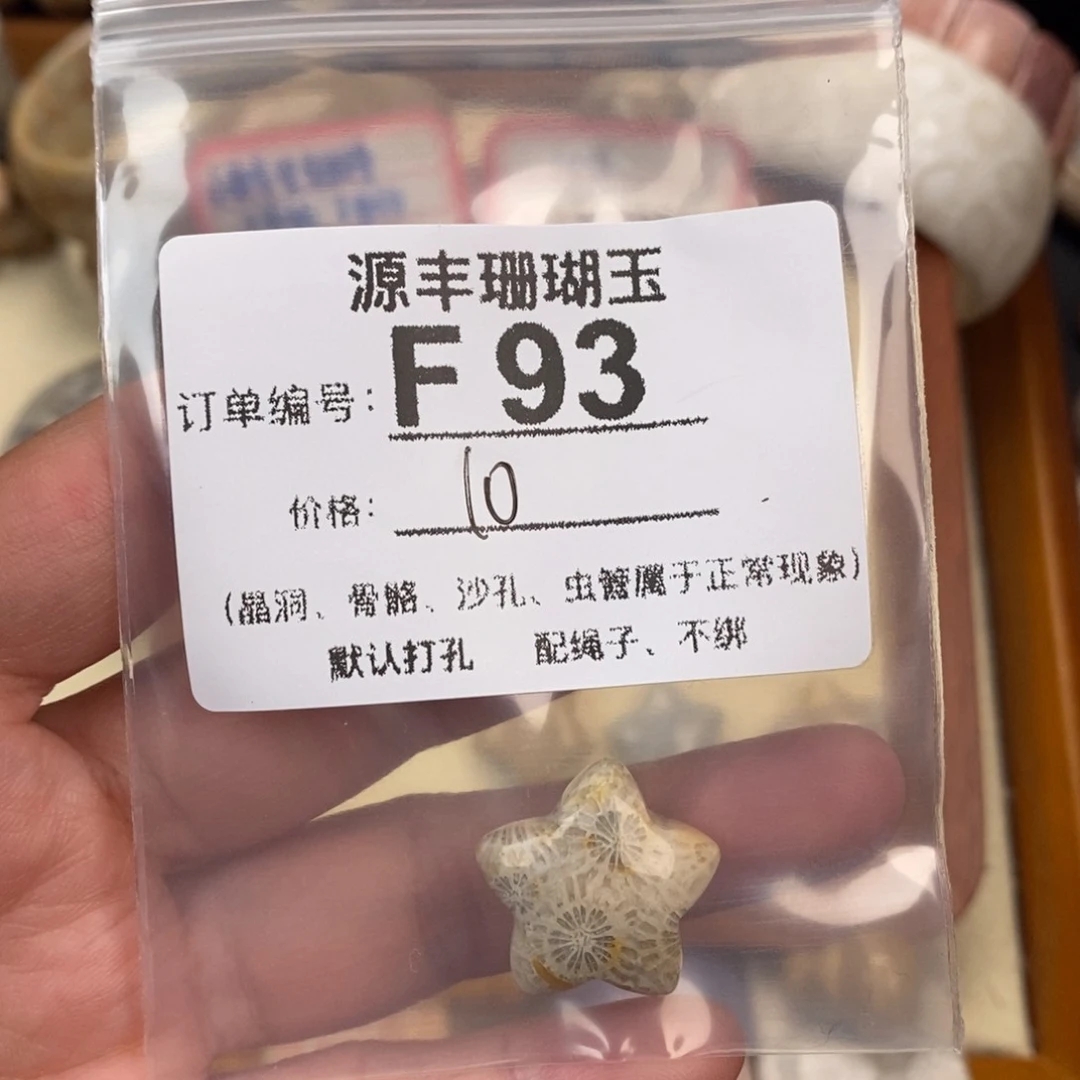 源丰珊瑚玉
订单编号: F 93
价格: 10
(晶洞、骨骼、沙孔、虫管属于正常现象)
默认打孔 配绳子、不绑